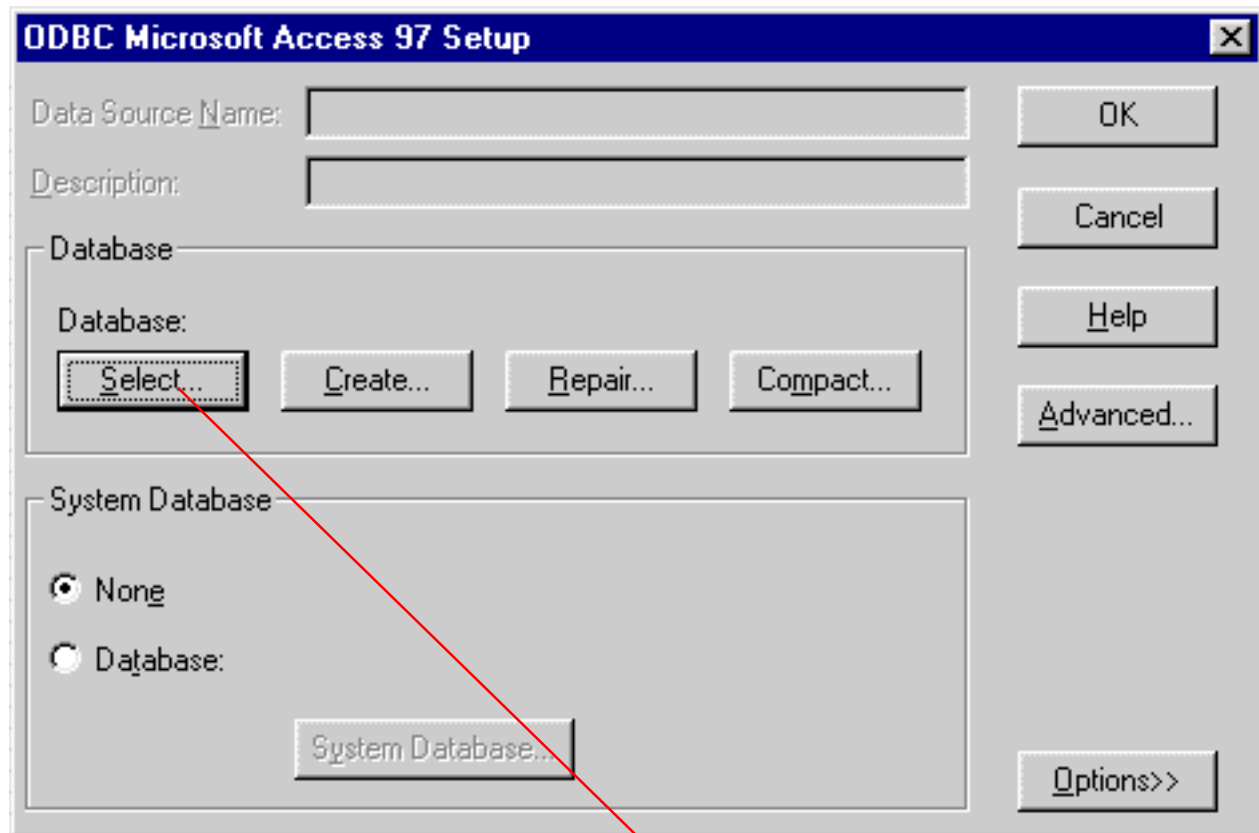 ODBC Microsoft Access 97 Setup
Data Source Name:
OK
Description:
Cancel
Database
Help
Database:
Select...
Create...
Repair...
Compact...
Advanced...
System Database
None
Database:
System Database...
Options>>